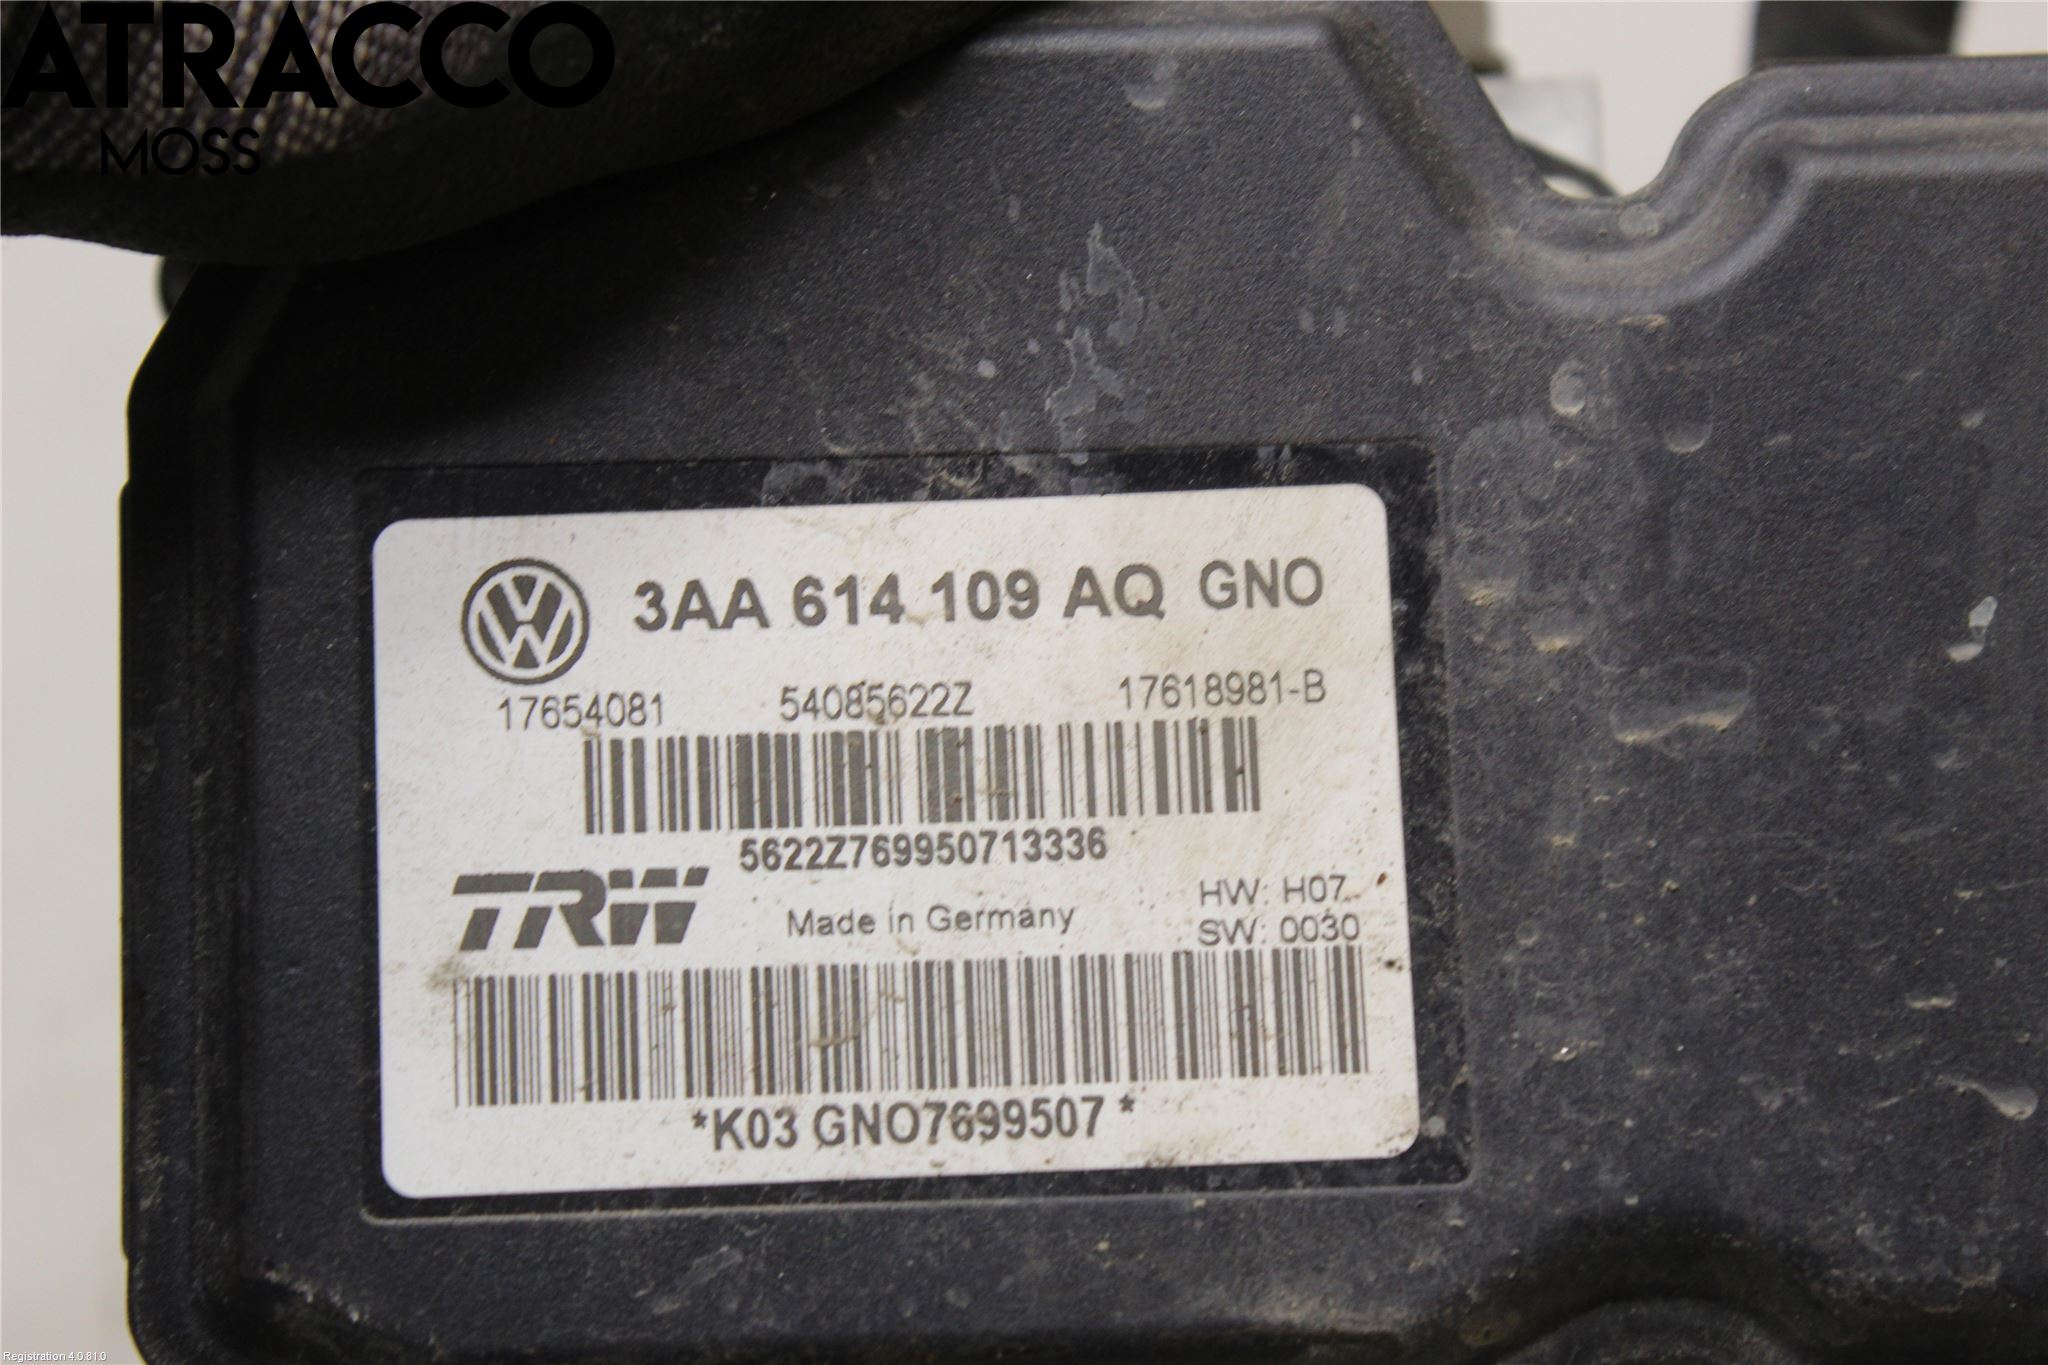 ATRACCO
MOSS
3AA 614 109 AQ GNO
17654081 54085622Z 17618981-B
5622Z769950713336
TRW Made in Germany HW: H07
SW: 0030
*K03 GNO7699507 *
Registration 4.0.81.0